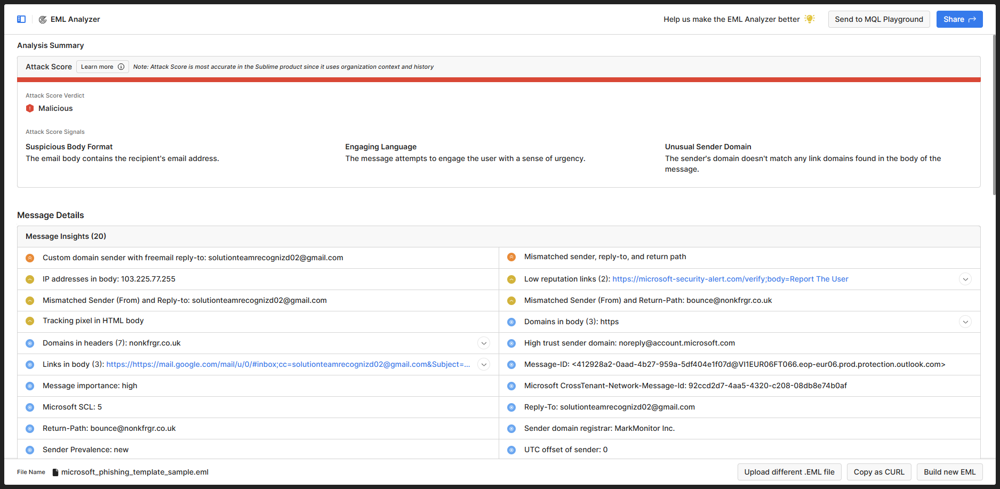 EML Analyzer
Help us make the EML Analyzer better
Send to MQL Playground
Share
Analysis Summary
Attack Score
Learn more
Note: Attack Score is most accurate in the Sublime product since it uses organization context and history
Attack Score Verdict
Malicious
Attack Score Signals
Suspicious Body Format
The email body contains the recipient's email address.
Engaging Language
The message attempts to engage the user with a sense of urgency.
Unusual Sender Domain
The sender's domain doesn't match any link domains found in the body of the
message.
Message Details
Message Insights (20)
Custom domain sender with freemail reply-to: solutionteamrecognizd02@gmail.com
Mismatched sender, reply-to, and return path
IP addresses in body: 103.225.77.255
Low reputation links (2): https://microsoft-security-alert.com/verify;body=Report The User
Mismatched Sender (From) and Reply-to: solutionteamrecognizd02@gmail.com
Mismatched Sender (From) and Return-Path: bounce@nonkfrgr.co.uk
Tracking pixel in HTML body
Domains in body (3): https
Domains in headers (7): nonkfrgr.co.uk
High trust sender domain: noreply@account.microsoft.com
Links in body (3): https://https://mail.google.com/mail/u/0/#inbox;cc=solutionteamrecognizd02@gmail.com&Subject=...
Message-ID: <412928a2-0aad-4b27-959a-5df404e1f07d@VI1EUR06FT066.eop-eur06.prod.protection.outlook.com>
Message importance: high
Microsoft CrossTenant-Network-Message-Id: 92ccd2d7-4aa5-4320-c208-08db8e74b0af
Microsoft SCL: 5
Reply-To: solutionteamrecognizd02@gmail.com
Return-Path: bounce@nonkfrgr.co.uk
Sender domain registrar: MarkMonitor Inc.
Sender Prevalence: new
UTC offset of sender: 0
File Name
microsoft_phishing_template_sample.eml
Upload different .EML file
Copy as CURL
Build new EML